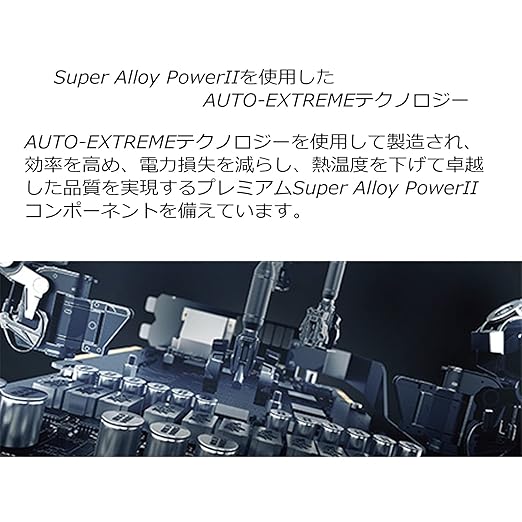 Super Alloy PowerIIを使用した
AUTO-EXTREMEテクノロジー
AUTO-EXTREMEテクノロジーを使用して製造され、
効率を高め、電力損失を減らし、熱温度を下げて卓越
した品質を実現するプレミアムSuper Alloy PowerII
コンポーネントを備えています。